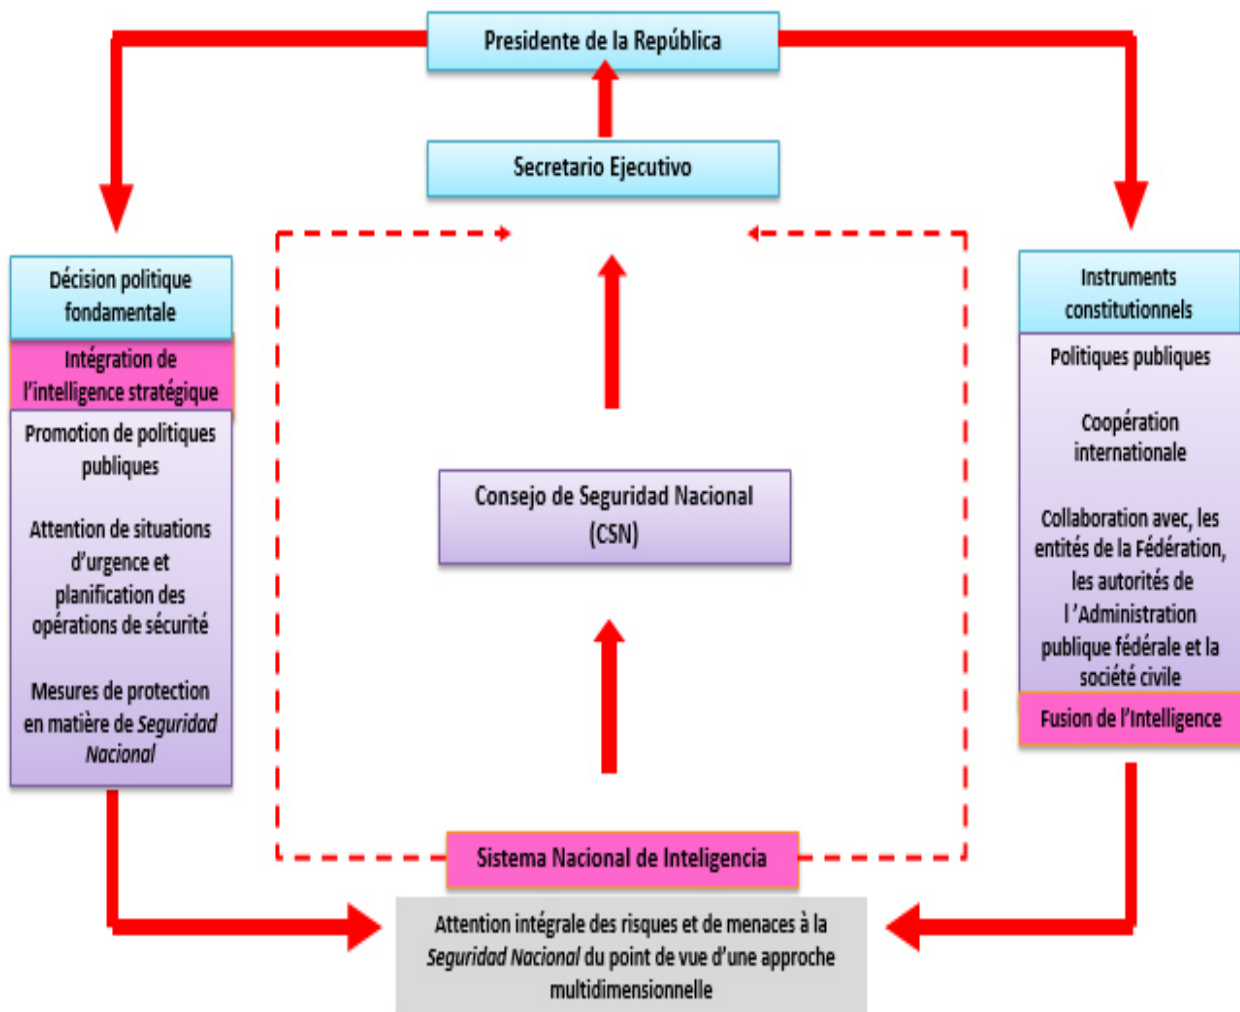 Presidente de la República
Secretario Ejecutivo
Décision politique
fondamentale
Intégration de
l'intelligence stratégique
Promotion de politiques
publiques
Attention de situations
d'urgence et
planification des
opérations de sécurité
Mesures de protection
en matière de Seguridad
Nacional
Consejo de Seguridad Nacional
(CSN)
Instruments
constitutionnels
Politiques publiques
Coopération
internationale
Collaboration avec, les
entités de la Fédération,
les autorités de
l 'Administration
publique fédérale et la
société civile
Fusion de l'Intelligence
Sistema Nacional de Inteligencia
Attention intégrale des risques et de menaces à la
Seguridad Nacional du point de vue d'une approche
multidimensionnelle